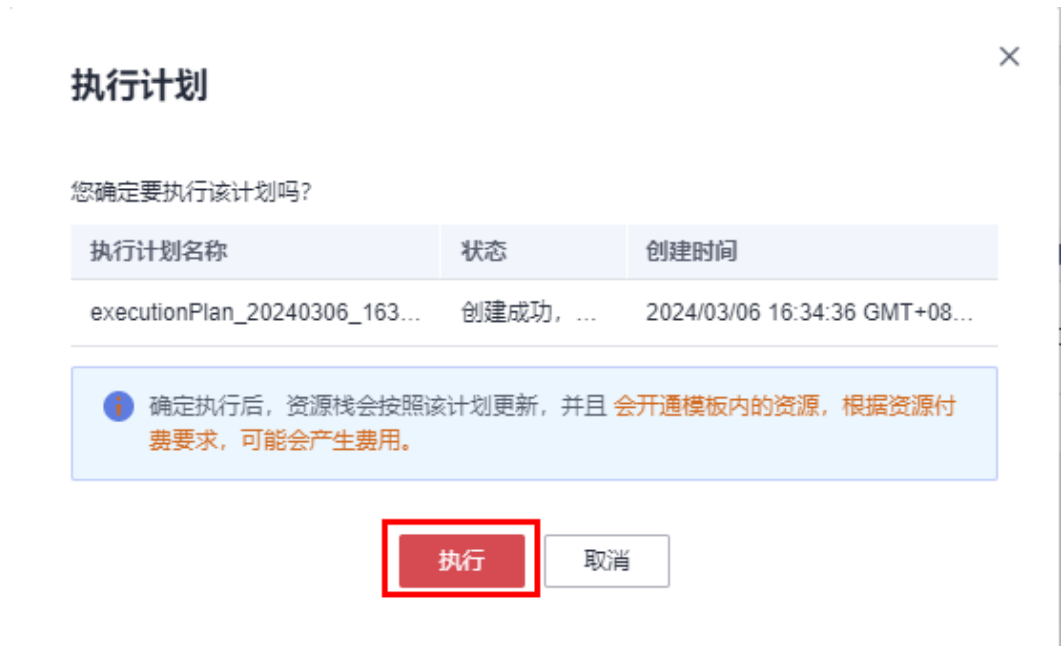 执行计划
您确定要执行该计划吗?
执行计划名称 状态 创建时间
executionPlan_20240306_163... 创建成功, ... 2024/03/06 16:34:36 GMT+08...
确定执行后，资源栈会按照该计划更新，并且 会开通模板内的资源，根据资源付
费要求，可能会产生费用。
执行 取消